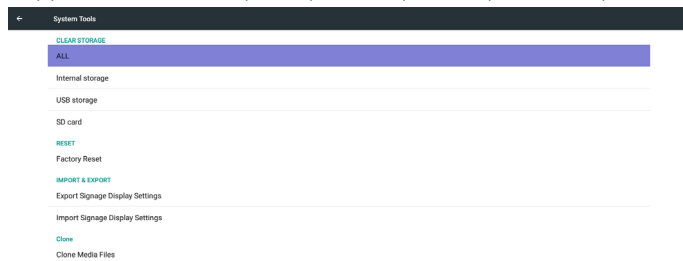 System Tools
CLEAR STORAGE
ALL
Internal storage
USB storage
SD card
RESET
Factory Reset
IMPORT & EXPORT
Export Signage Display Settings
Import Signage Display Settings
Clone
Clone Media Files